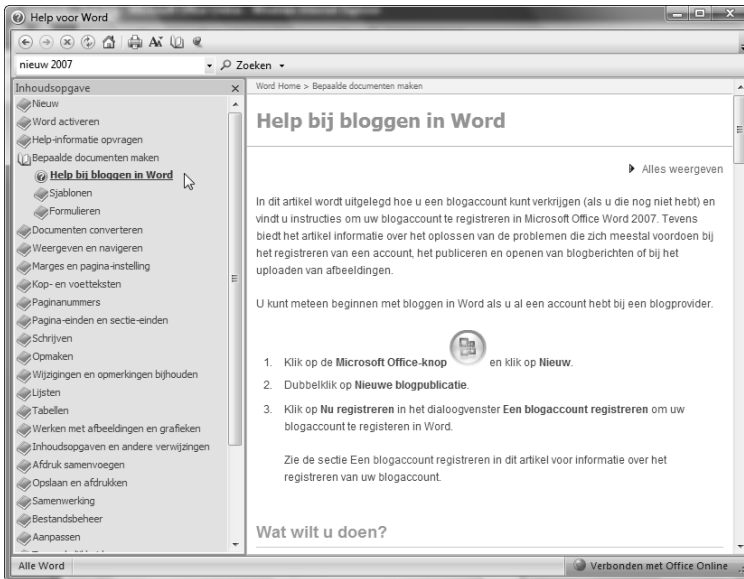 Help voor Word
nieuw 2007
Zoeken
Inhoudsopgave
Nieuw
Word activeren
Help-informatie opvragen
Bepaalde documenten maken
Help bij bloggen in Word
Sjablonen
Formulieren
Documenten converteren
Weergeven en navigeren
Marges en pagina-instelling
Kop- en voetteksten
Paginanummers
Pagina-einden en sectie-einden
Schrijven
Opmaken
Wijzigingen en opmerkingen bijhouden
Lijsten
Tabellen
Werken met afbeeldingen en grafieken
Inhoudsopgaven en andere verwijzingen
Afdruk samenvoegen
Opslaan en afdrukken
Samenwerking
Bestandsbeheer
Aanpassen
Word Home > Bepaalde documenten maken
Help bij bloggen in Word
Alles weergeven
In dit artikel wordt uitgelegd hoe u een blogaccount kunt verkrijgen (als u die nog niet hebt) en
vindt u instructies om uw blogaccount te registreren in Microsoft Office Word 2007. Tevens
biedt het artikel informatie over het oplossen van de problemen die zich meestal voordoen bij
het registreren van een account, het publiceren en openen van blogberichten of bij het
uploaden van afbeeldingen.
U kunt meteen beginnen met bloggen in Word als u al een account hebt bij een blogprovider.
1. Klik op de Microsoft Office-knop en klik op Nieuw.
2. Dubbelklik op Nieuwe blogpublicatie.
3. Klik op Nu registreren in het dialoogvenster Een blogaccount registreren om uw
blogaccount te registeren in Word.
Zie de sectie Een blogaccount registreren in dit artikel voor informatie over het
registreren van uw blogaccount.
Wat wilt u doen?
Alle Word
Verbonden met Office Online